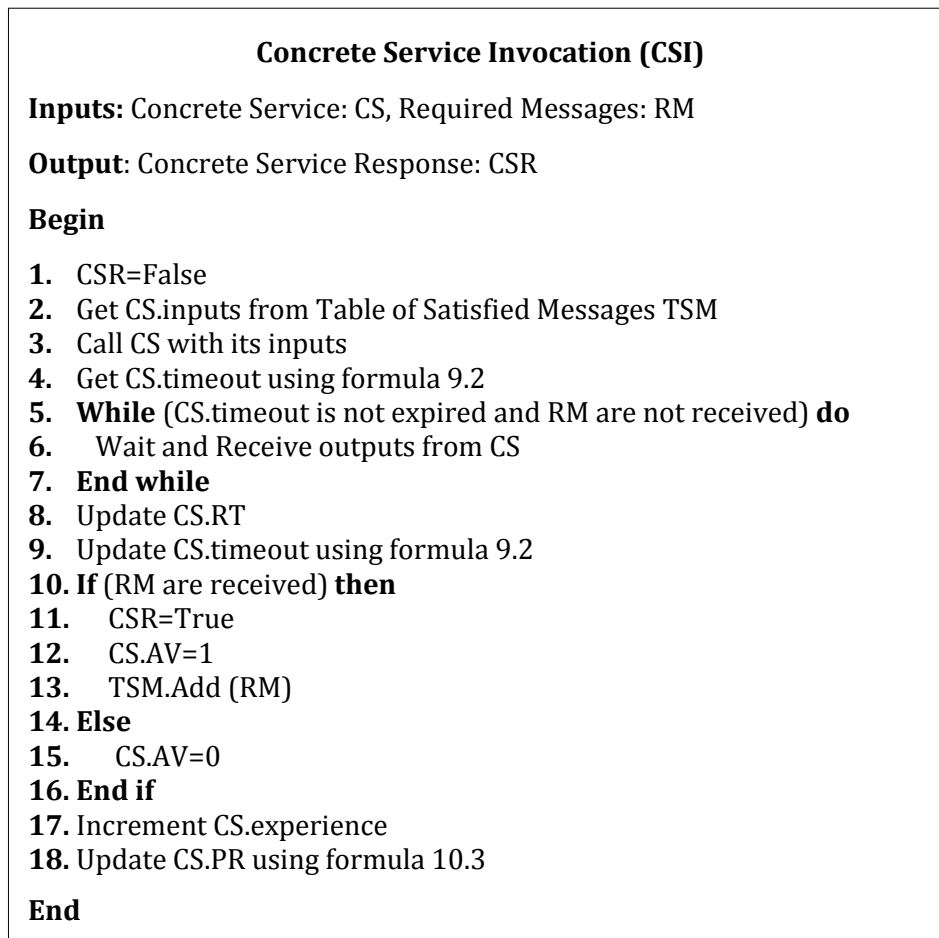 Concrete Service Invocation (CSI)
Inputs: Concrete Service: CS, Required Messages: RM
Output: Concrete Service Response: CSR
Begin
1. CSR=False
2. Get CS.inputs from Table of Satisfied Messages TSM
3. Call CS with its inputs
4. Get CS.timeout using formula 9.2
5. While (CS.timeout is not expired and RM are not received) do
6. Wait and Receive outputs from CS
7. End while
8. Update CS.RT
9. Update CS.timeout using formula 9.2
10. If (RM are received) then
11. CSR=True
12. CS.AV=1
13. TSM.Add (RM)
14. Else
15. CS.AV=0
16. End if
17. Increment CS.experience
18. Update CS.PR using formula 10.3
End